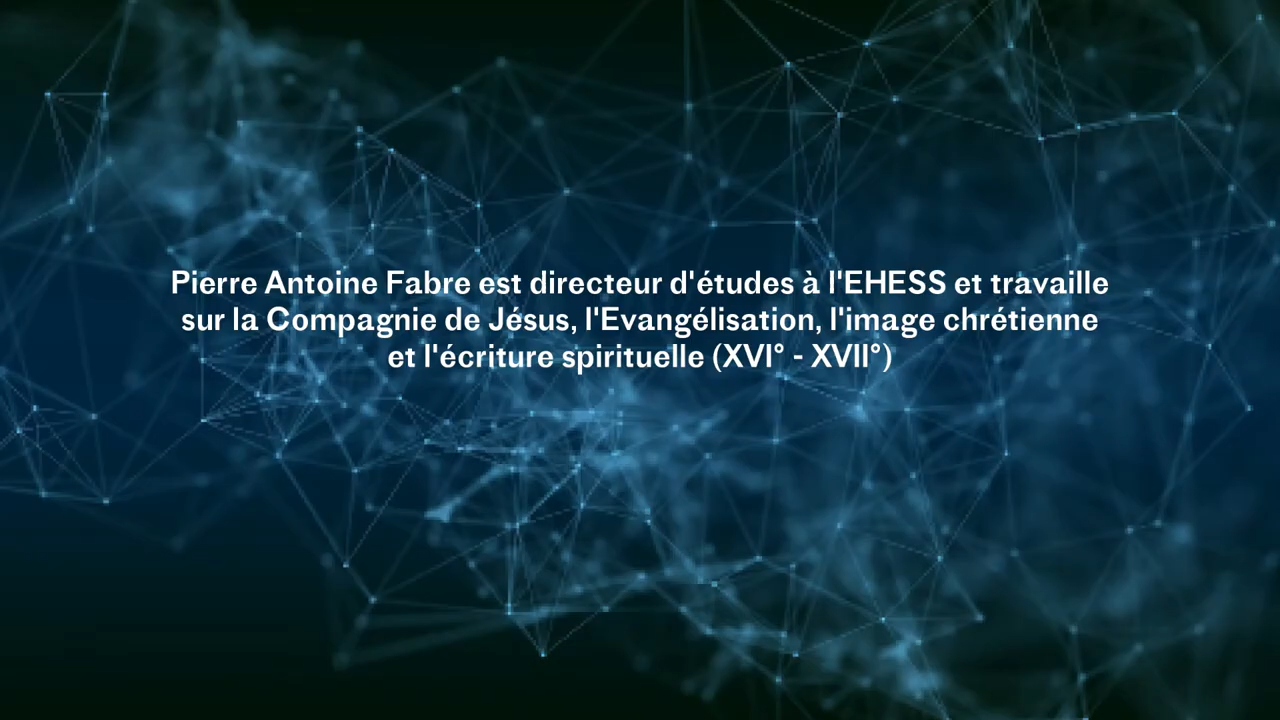 Pierre Antoine Fabre est directeur d'études à l'EHESS et travaille
sur la Compagnie de Jésus, l'Evangélisation, l'image chrétienne
et l'écriture spirituelle (XVI° - XVII°)